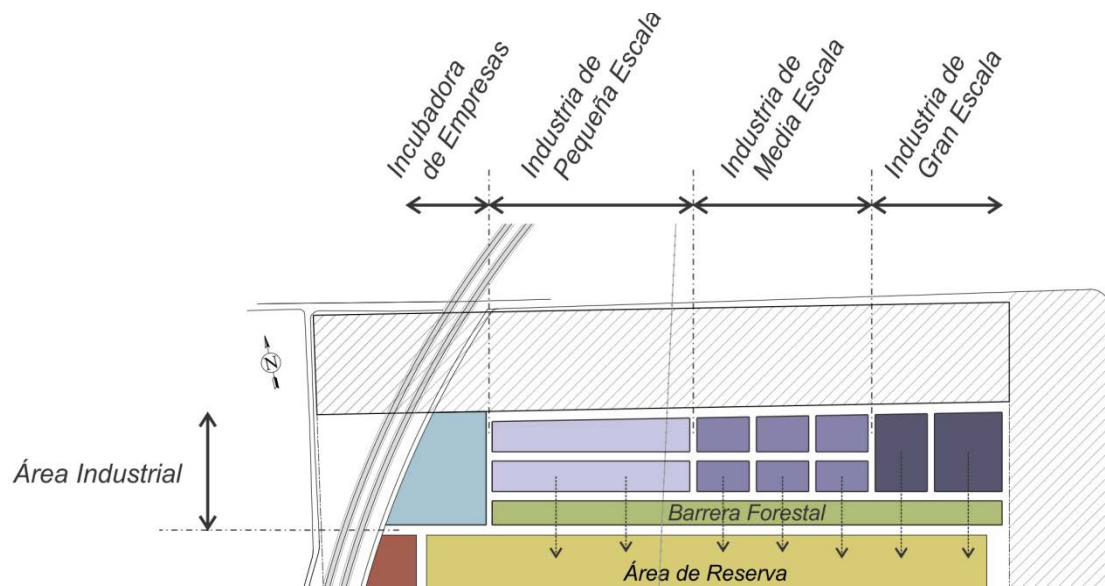 Incubadora
de Empresas
Industria de
Pequeña Escala
Industria de
Media Escala
Industria de
Gran Escala
N
Área Industrial
Barrera Forestal
Área de Reserva